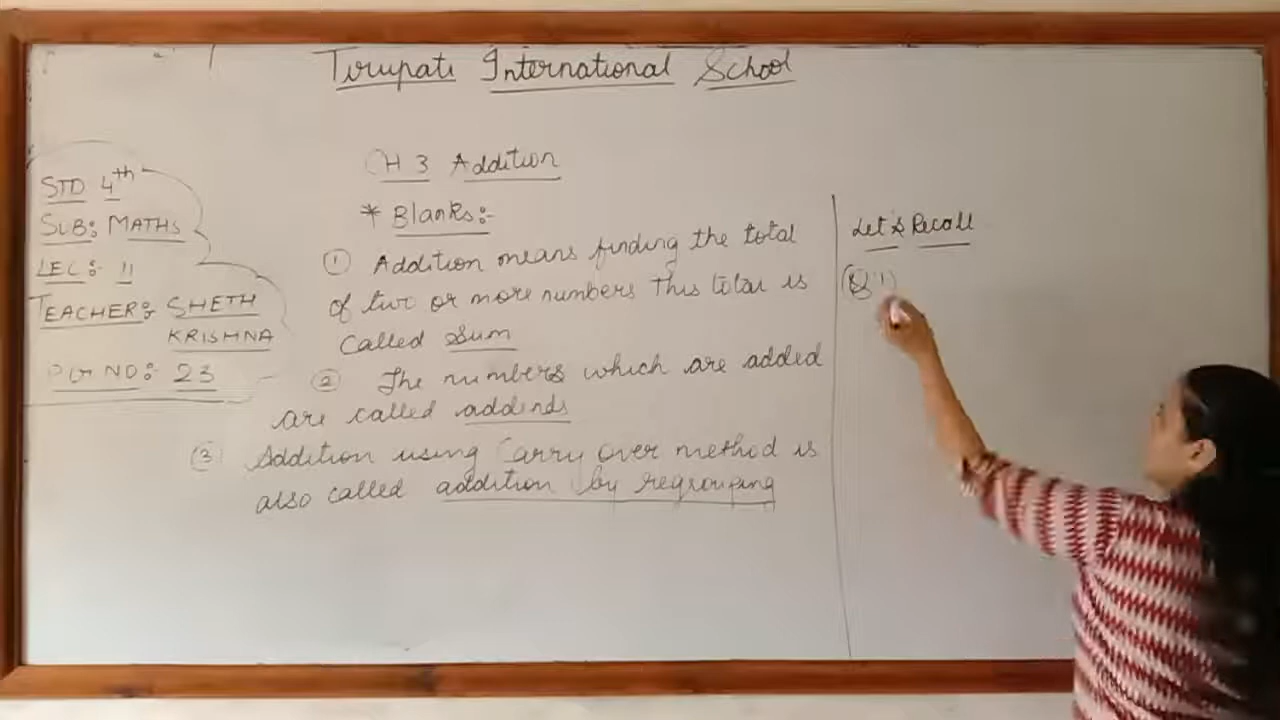 Tirupati International School
STD 4th
SUB: MATHS
LEC:- 11
TEACHER: SHETH
KRISHNA
NO:- 23
CH 3 Addition
* Blanks:-
① Addition means finding the total
of two or more numbers This total is
called Sum
② The numbers which are added
are called addends
③ Addition using Carry over method is
also called addition by regrouping
Let's Recall